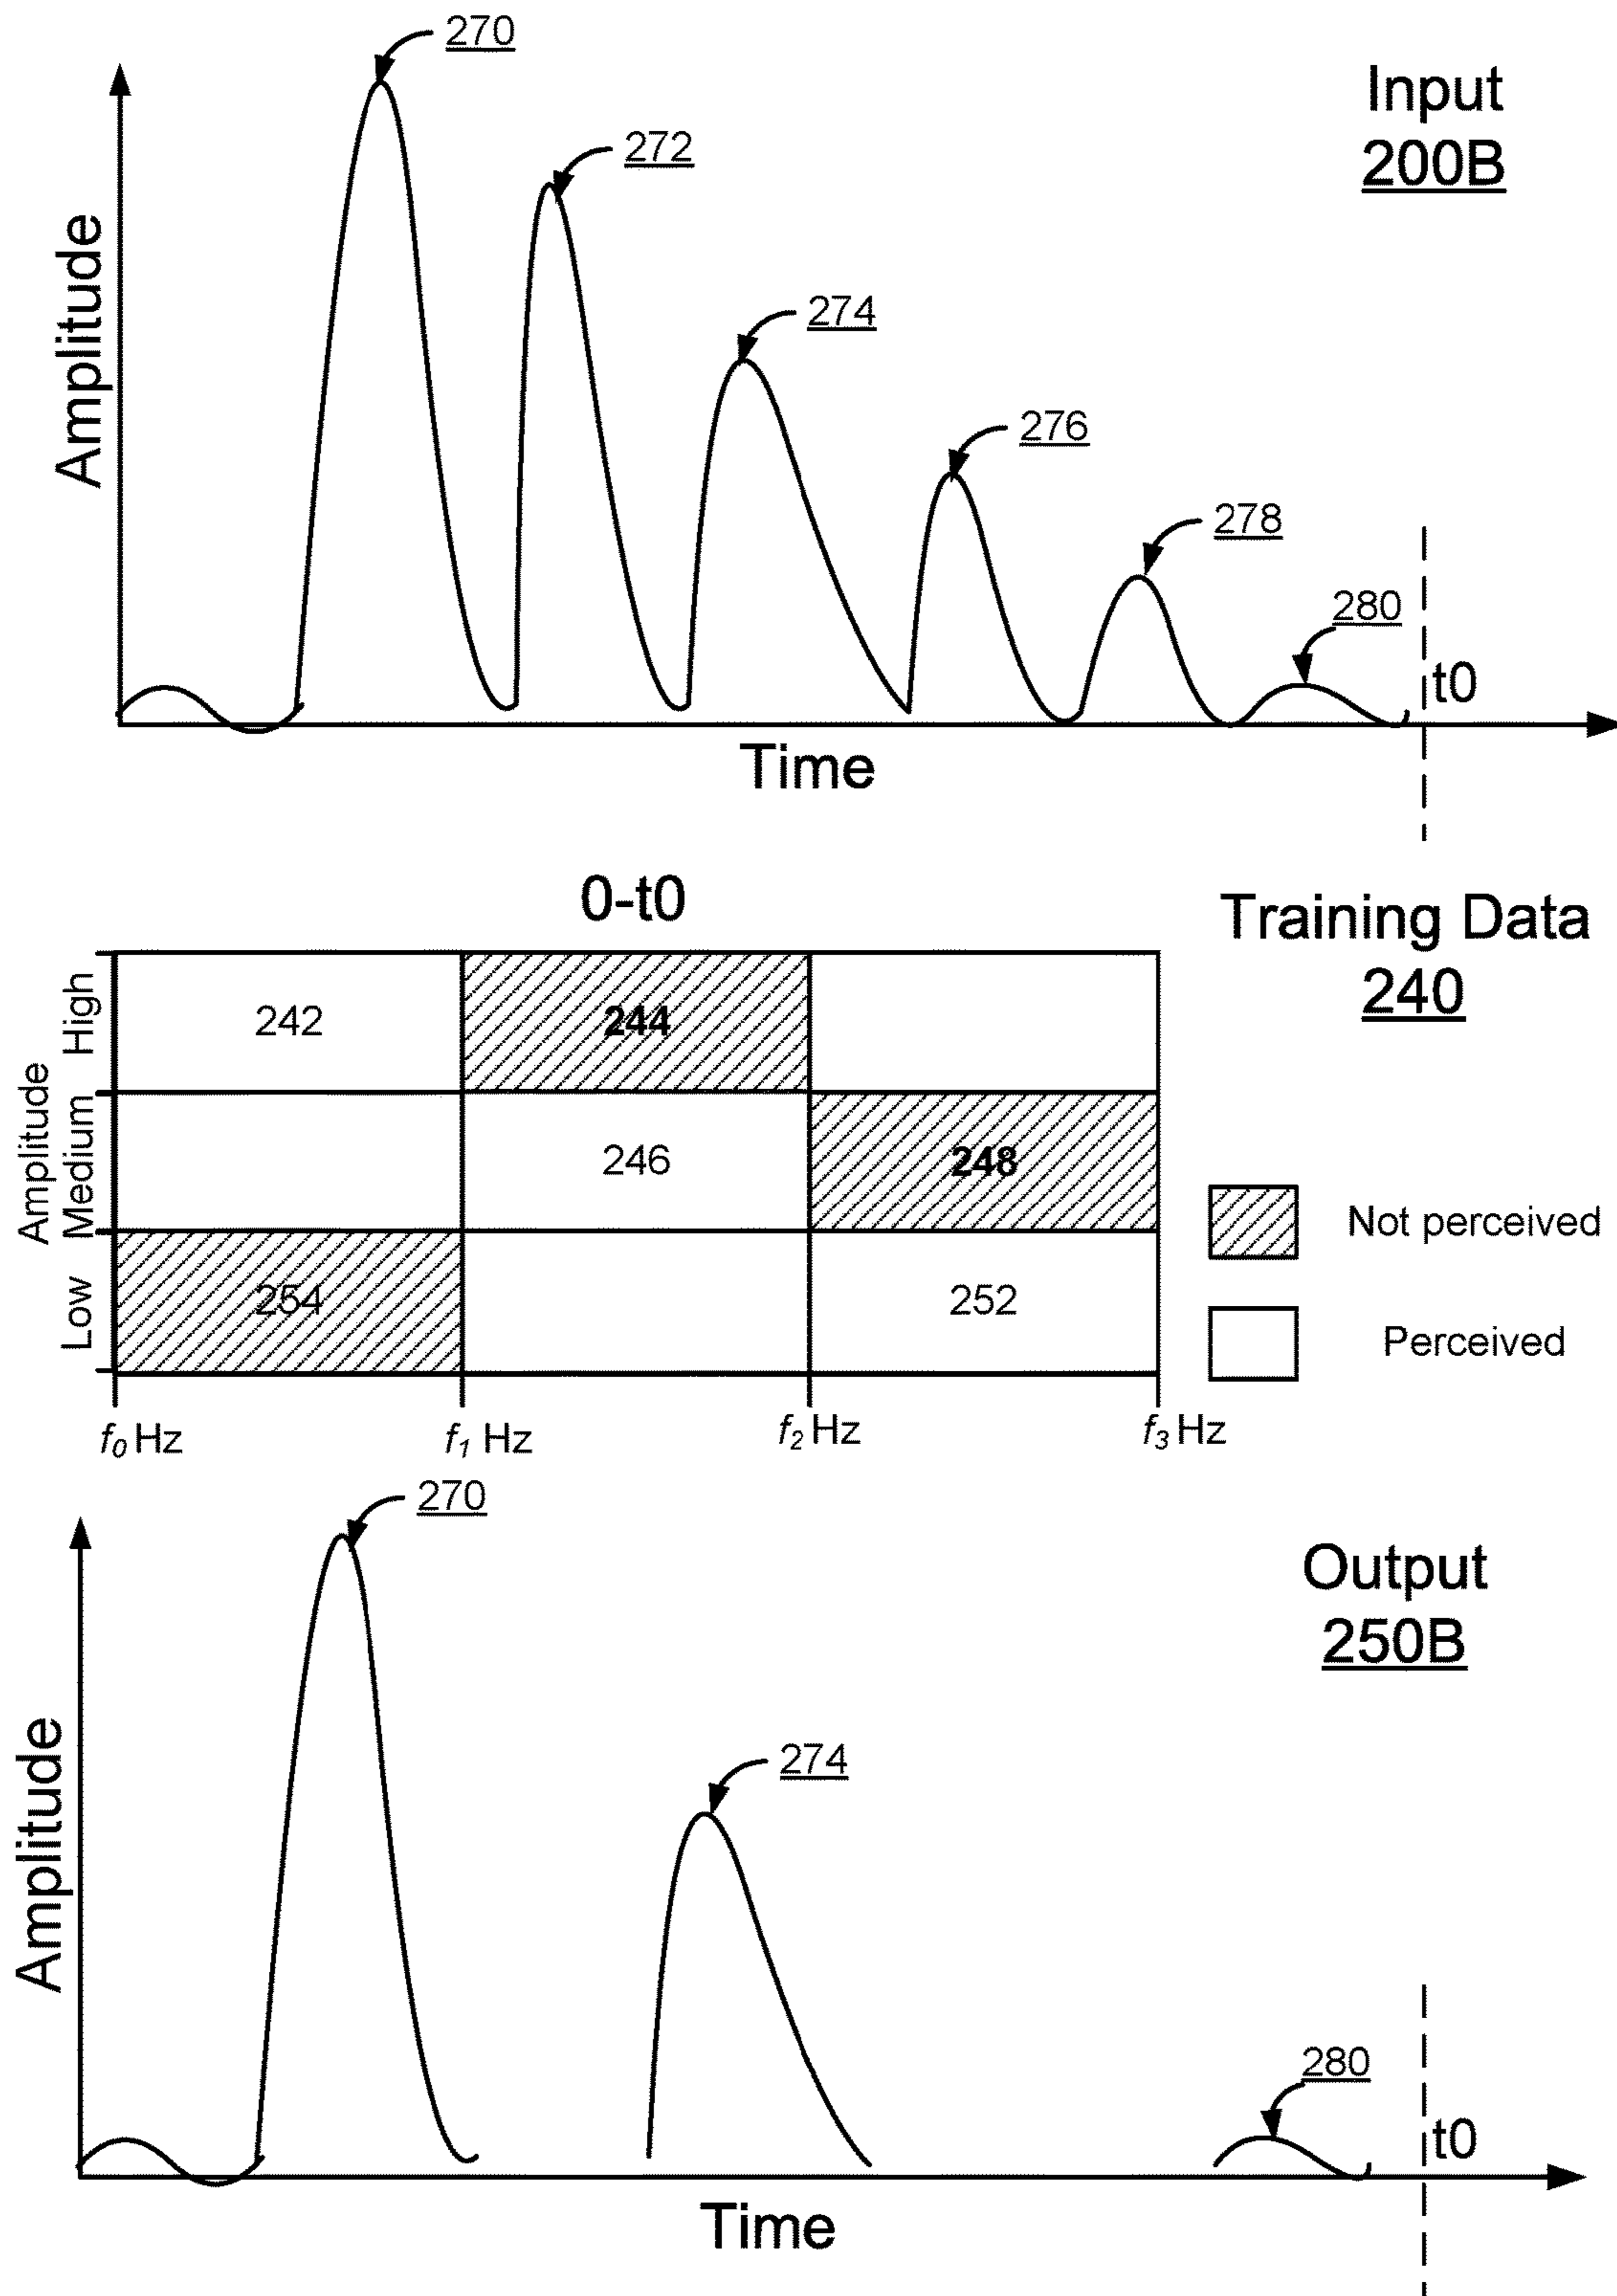 270
Input
200B
272
274
276
278
280
t0
Amplitude
Time
0-t0
Training Data
240
Amplitude
High
Medium
Low
242
244
246
248
254
252
Not perceived
Perceived
f0 Hz
f1 Hz
f2 Hz
f3 Hz
270
Output
250B
274
280
t0
Amplitude
Time